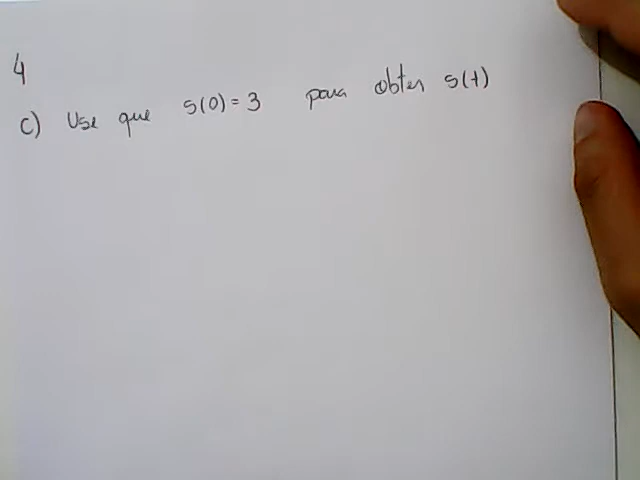 4
c) Use que s(0) = 3 para obter s(t)